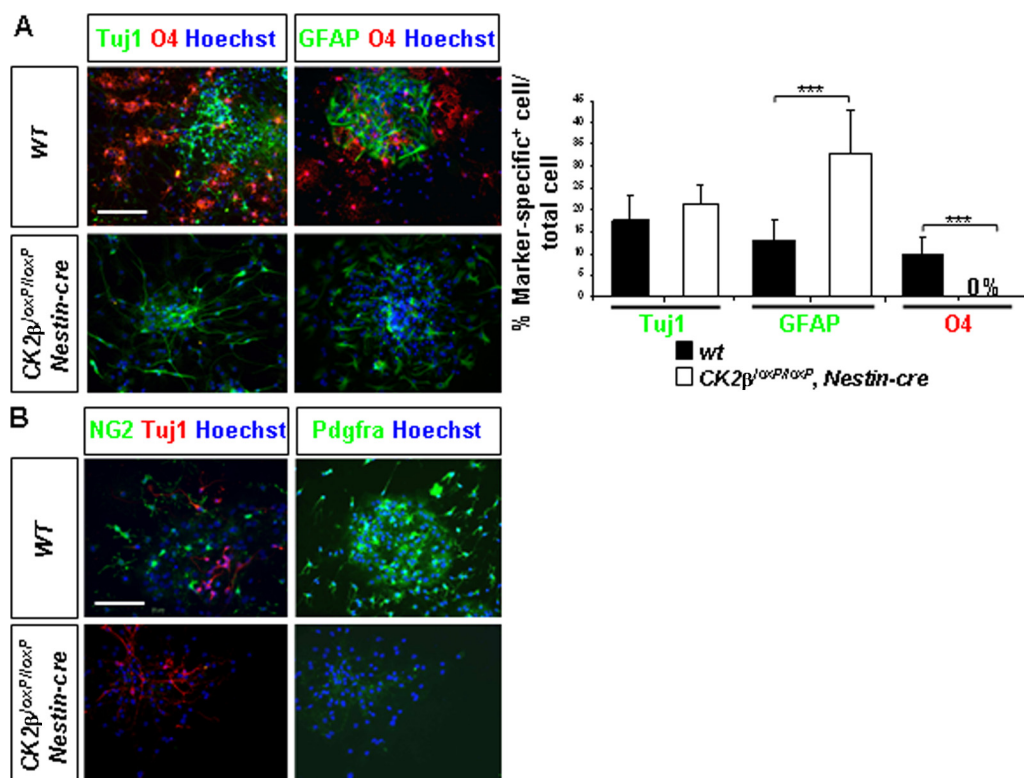 A
Tuj1 O4 Hoechst
GFAP O4 Hoechst
WT
CK2β^loxP/loxP
Nestin-cre
% Marker-specific⁺ cell/
total cell
45
40
35
30
25
20
15
10
5
0
***
***
0%
Tuj1
GFAP
O4
wt
CK2β^loxP/loxP, Nestin-cre
B
NG2 Tuj1 Hoechst
Pdgfra Hoechst
WT
CK2β^loxP/loxP
Nestin-cre